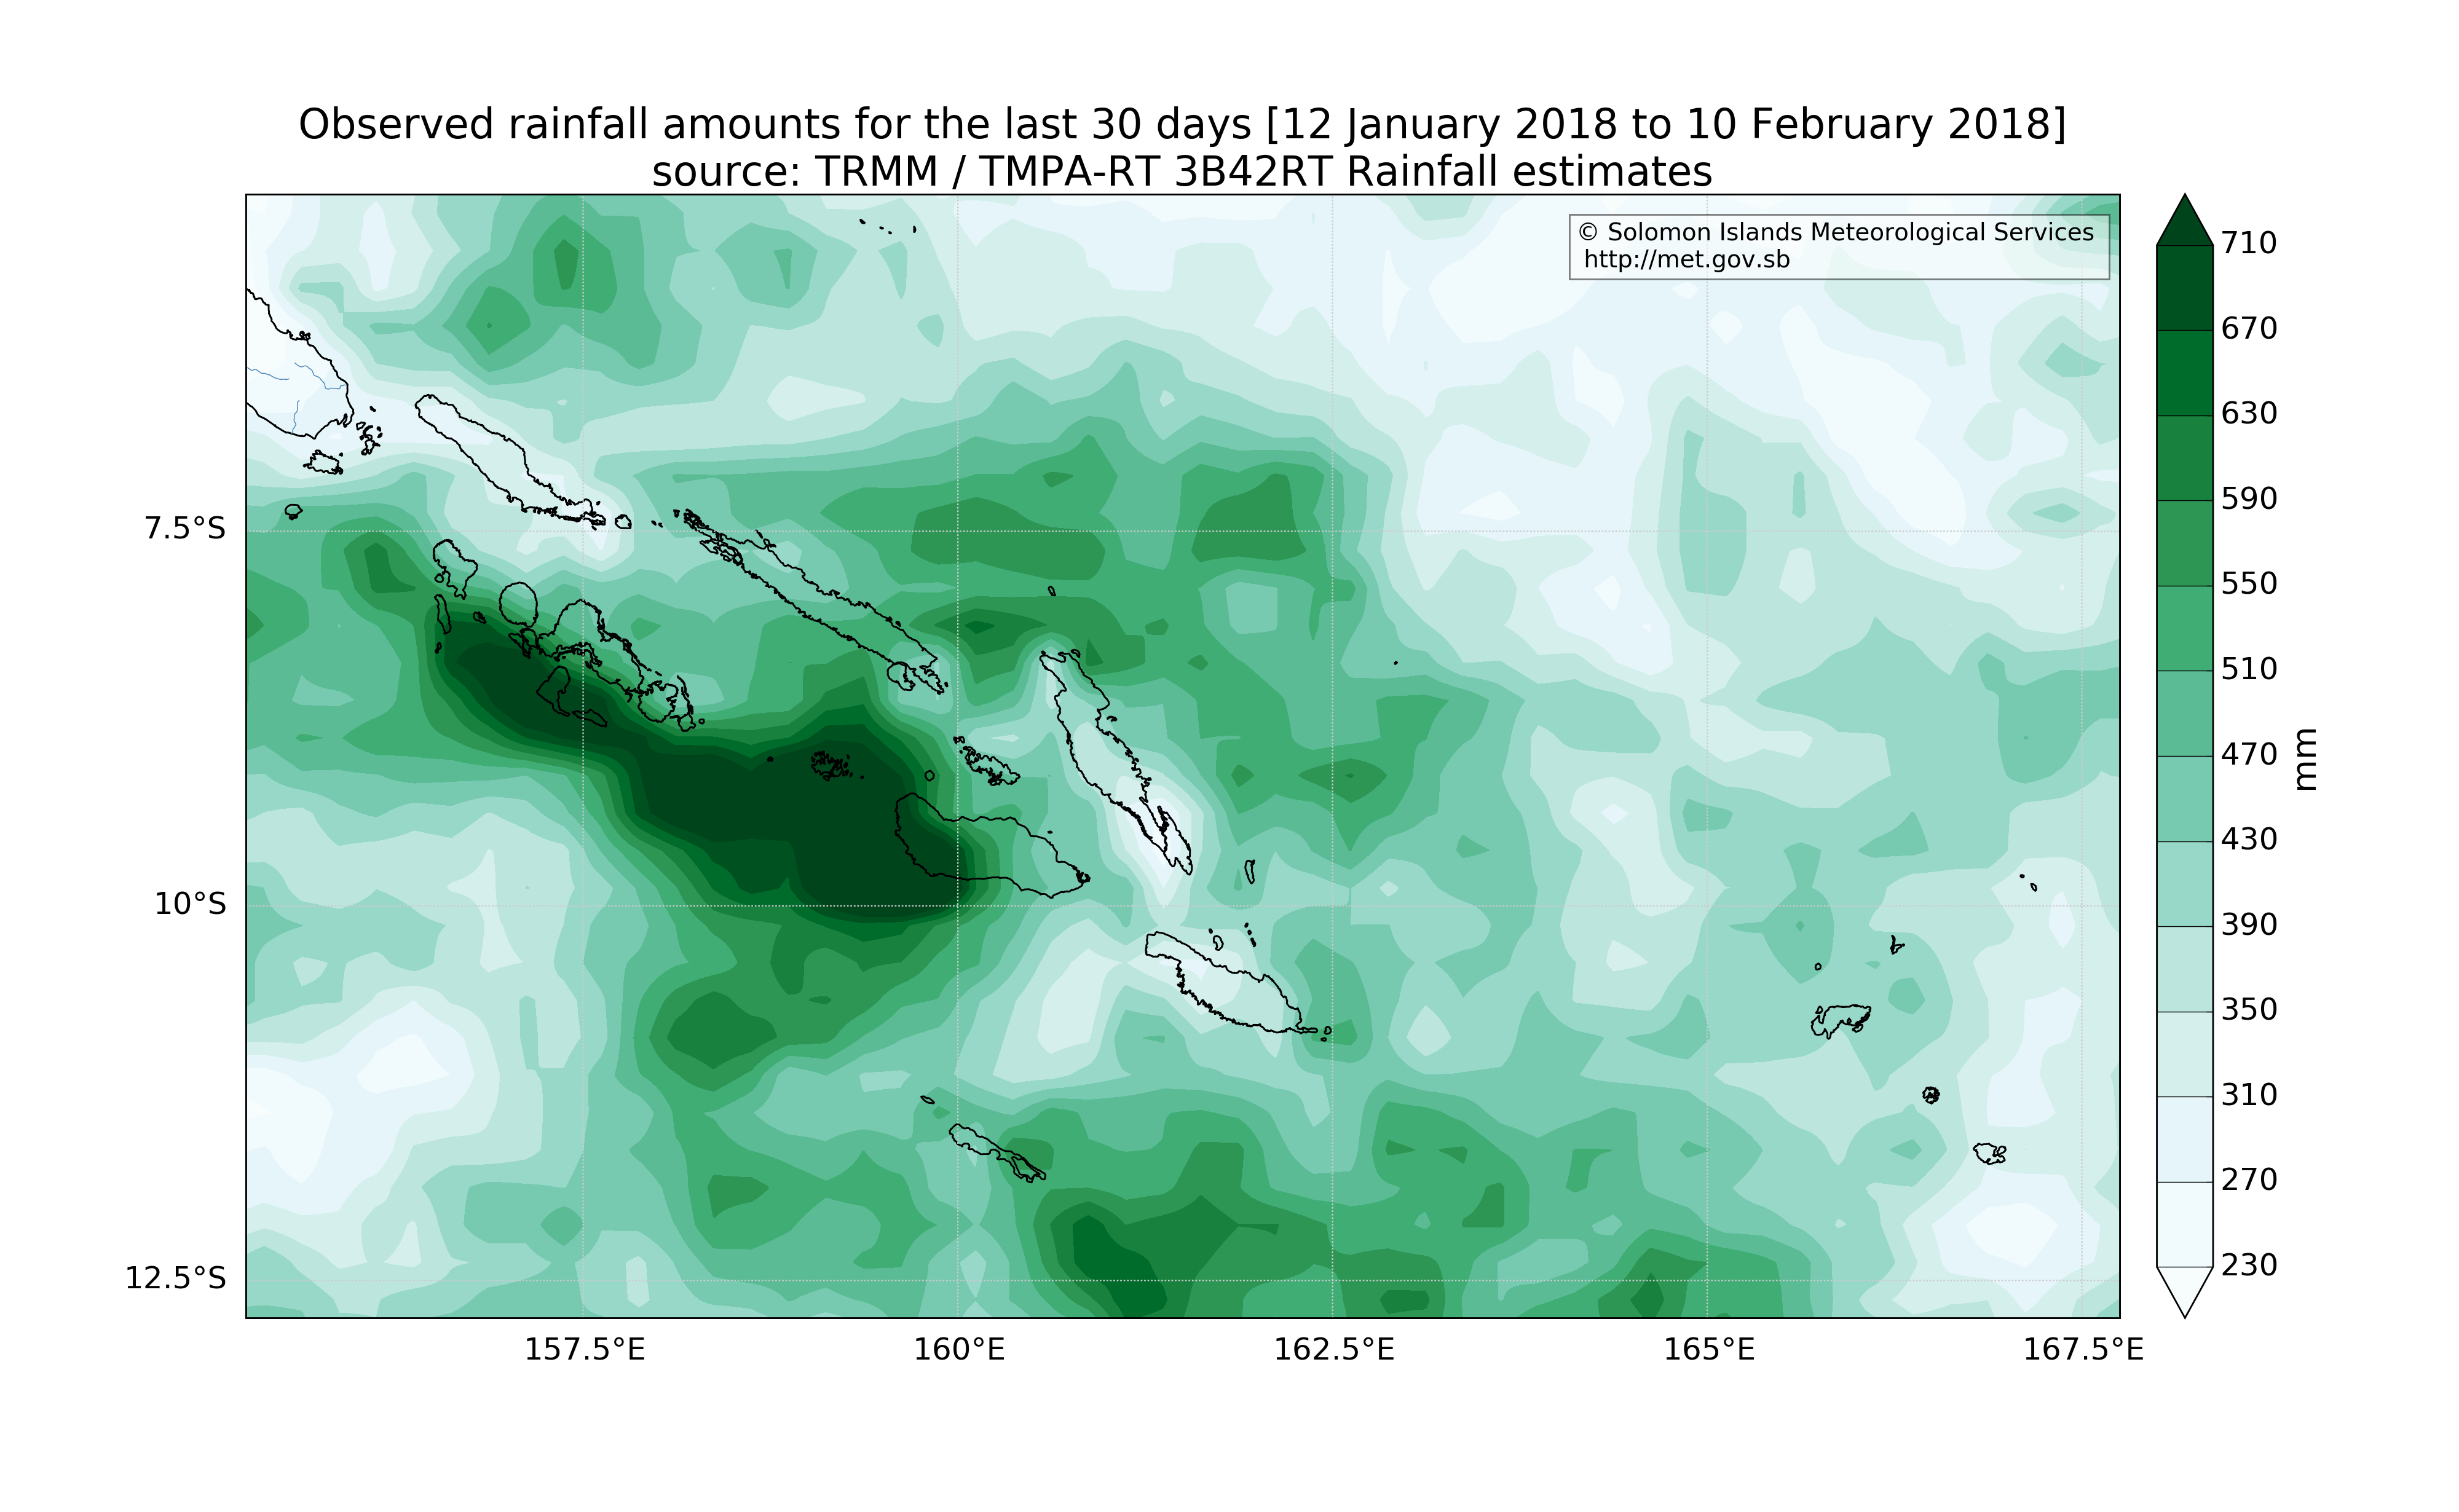 Observed rainfall amounts for the last 30 days [12 January 2018 to 10 February 2018]
source: TRMM / TMPA-RT 3B42RT Rainfall estimates
© Solomon Islands Meteorological Services
http://met.gov.sb
7.5°S
10°S
12.5°S
157.5°E
160°E
162.5°E
165°E
167.5°E
710
670
630
590
550
510
470
430
390
350
310
270
230
mm